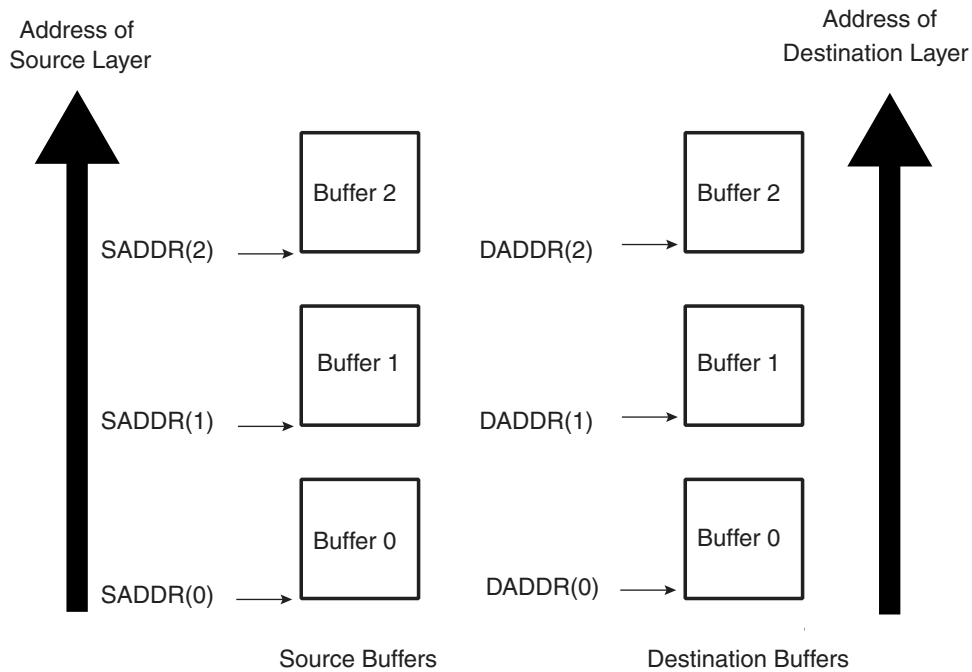 Address of
Source Layer
Address of
Destination Layer
Buffer 2
Buffer 2
SADDR(2)
DADDR(2)
Buffer 1
Buffer 1
SADDR(1)
DADDR(1)
Buffer 0
Buffer 0
SADDR(0)
DADDR(0)
Source Buffers
Destination Buffers